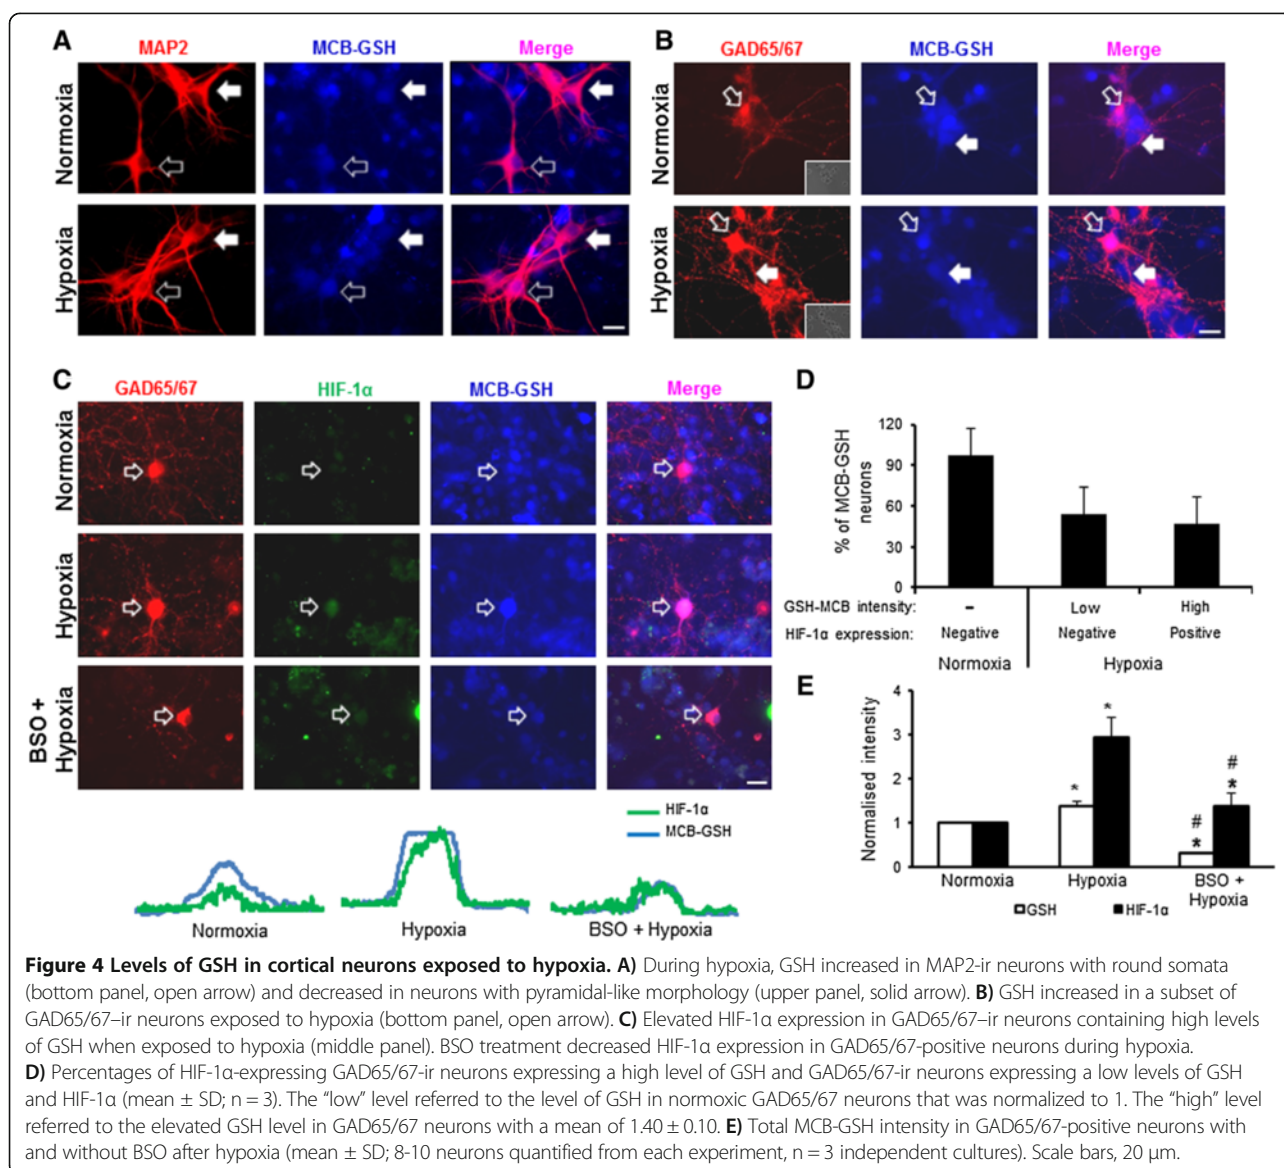 A
MAP2 MCB-GSH Merge
Normoxia
Hypoxia
B
GAD65/67 MCB-GSH Merge
Normoxia
Hypoxia
C
GAD65/67 HIF-1α MCB-GSH Merge
Normoxia
Hypoxia
BSO +
Hypoxia
HIF-1α
MCB-GSH
Normoxia Hypoxia BSO + Hypoxia
D
% of MCB-GSH
neurons
120
90
60
30
0
GSH-MCB intensity: – Low High
HIF-1α expression: Negative Negative Positive
Normoxia Hypoxia
E
Normalised intensity
4
3
2
1
0
* *
# *
# *
Normoxia Hypoxia BSO +
Hypoxia
GSH HIF-1α
Figure 4 Levels of GSH in cortical neurons exposed to hypoxia. A) During hypoxia, GSH increased in MAP2-ir neurons with round somata
(bottom panel, open arrow) and decreased in neurons with pyramidal-like morphology (upper panel, solid arrow). B) GSH increased in a subset of
GAD65/67–ir neurons exposed to hypoxia (bottom panel, open arrow). C) Elevated HIF-1α expression in GAD65/67–ir neurons containing high levels
of GSH when exposed to hypoxia (middle panel). BSO treatment decreased HIF-1α expression in GAD65/67-positive neurons during hypoxia.
D) Percentages of HIF-1α-expressing GAD65/67-ir neurons expressing a high level of GSH and GAD65/67-ir neurons expressing a low levels of GSH
and HIF-1α (mean ± SD; n = 3). The “low” level referred to the level of GSH in normoxic GAD65/67 neurons that was normalized to 1. The “high” level
referred to the elevated GSH level in GAD65/67 neurons with a mean of 1.40 ± 0.10. E) Total MCB-GSH intensity in GAD65/67-positive neurons with
and without BSO after hypoxia (mean ± SD; 8-10 neurons quantified from each experiment, n = 3 independent cultures). Scale bars, 20 μm.